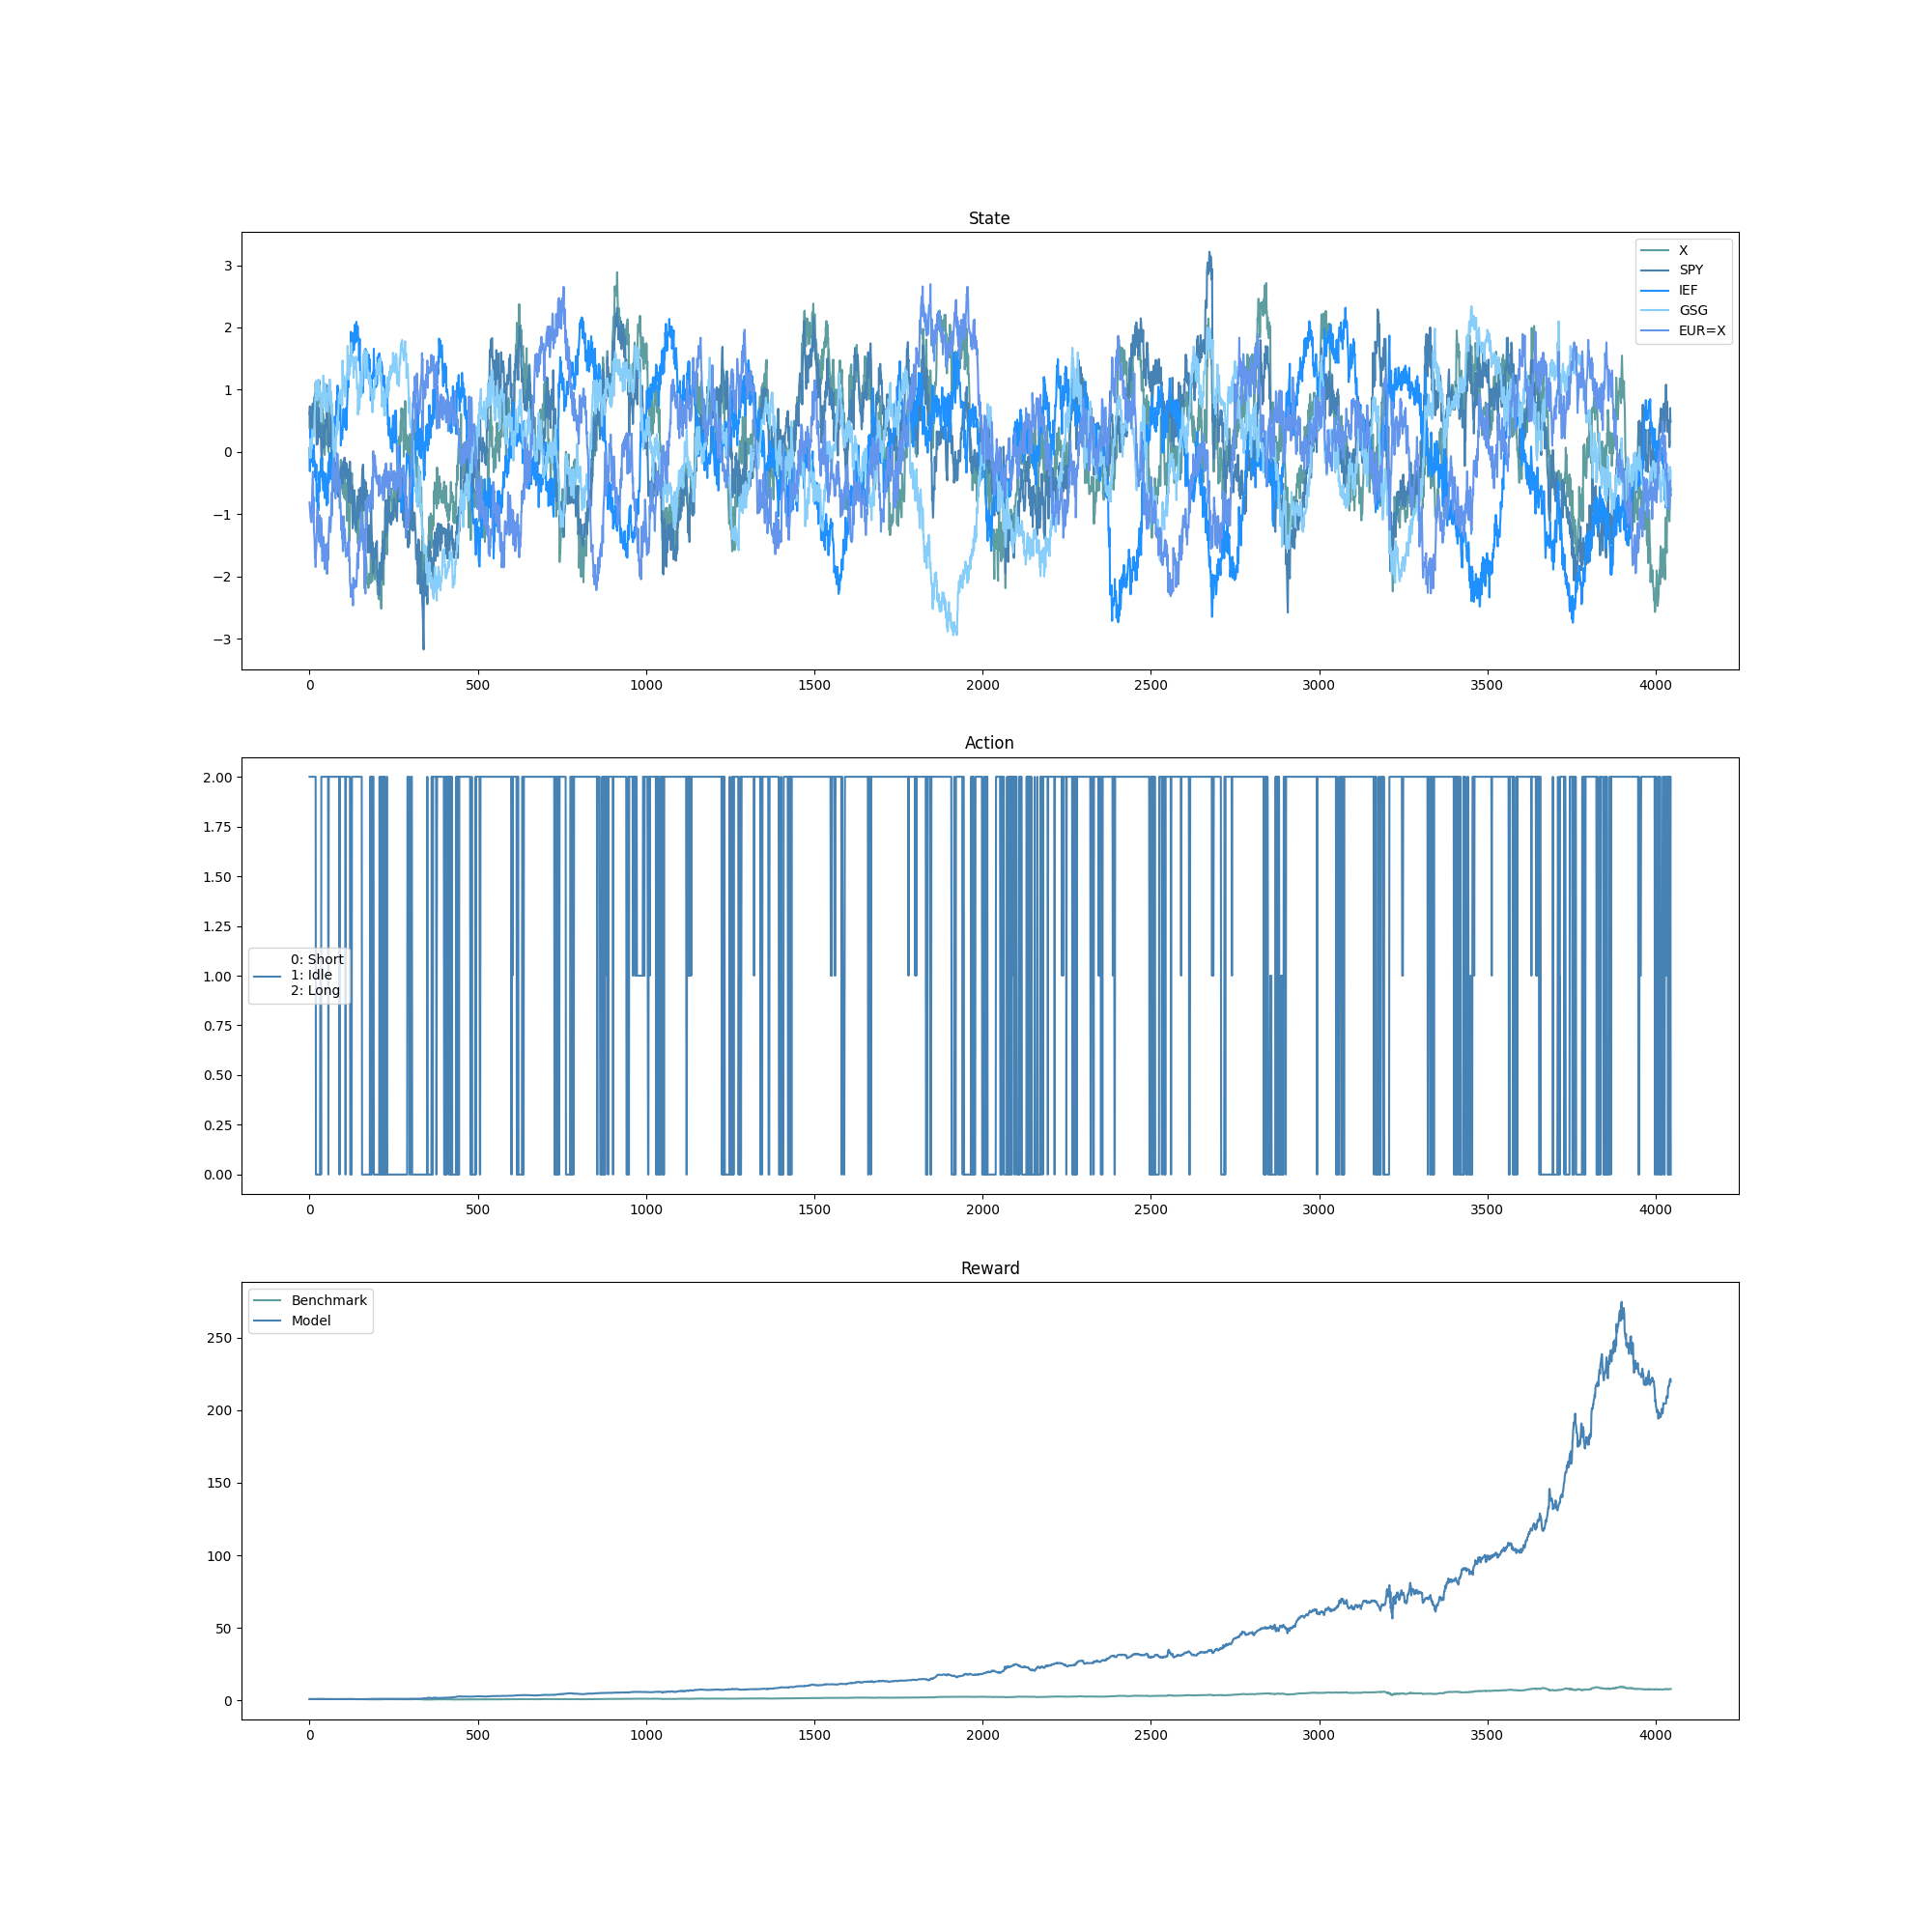 State
3
2
1
0
−1
−2
−3
X
SPY
IEF
GSG
EUR=X
0 500 1000 1500 2000 2500 3000 3500 4000
Action
2.00
1.75
1.50
1.25
1.00
0.75
0.50
0.25
0.00
0: Short
1: Idle
2: Long
0 500 1000 1500 2000 2500 3000 3500 4000
Reward
Benchmark
Model
250
200
150
100
50
0
0 500 1000 1500 2000 2500 3000 3500 4000